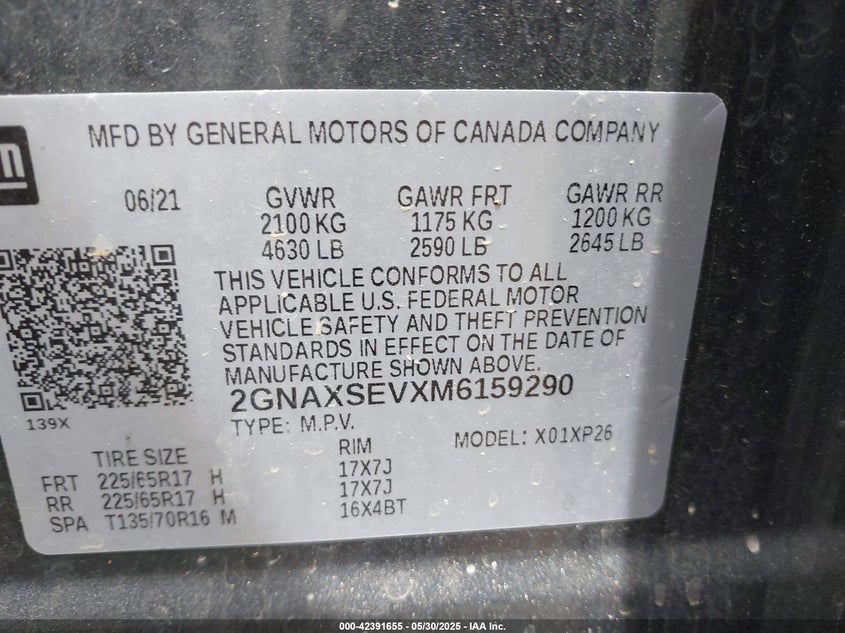 m
MFD BY GENERAL MOTORS OF CANADA COMPANY
06/21 GVWR GAWR FRT GAWR RR
2100 KG 1175 KG 1200 KG
4630 LB 2590 LB 2645 LB
THIS VEHICLE CONFORMS TO ALL
APPLICABLE U.S. FEDERAL MOTOR
VEHICLE SAFETY AND THEFT PREVENTION
STANDARDS IN EFFECT ON THE DATE OF
MANUFACTURE SHOWN ABOVE.
2GNAXSEVXM6159290
139X
TYPE: M.P.V. MODEL: X01XP26
TIRE SIZE RIM
FRT 225/65R17 H 17X7J
RR 225/65R17 H 17X7J
SPA T135/70R16 M 16X4BT
000-42391655 - 05/30/2025 - IAA Inc.